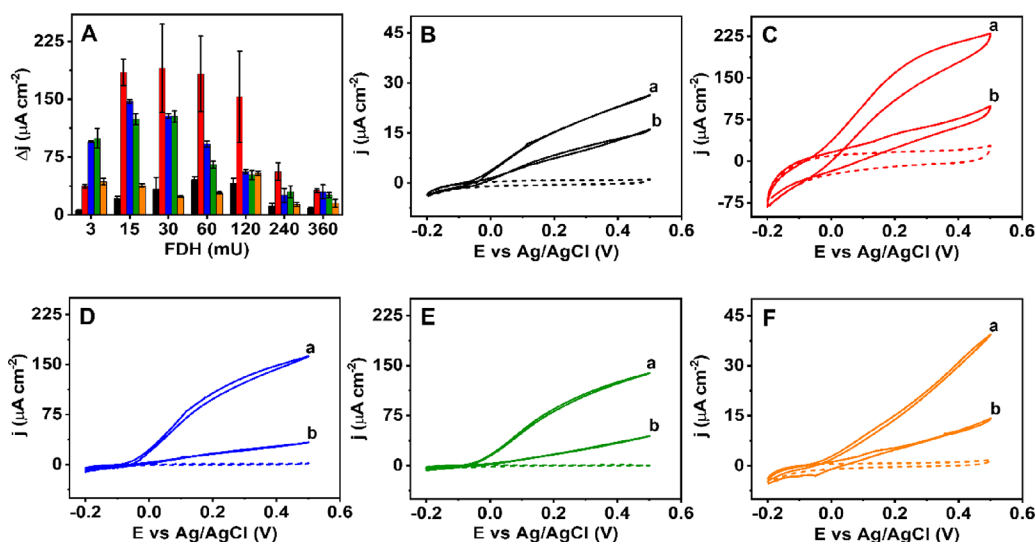 A
Δj (μA cm⁻²)
225
150
75
0
3 15 30 60 120 240 360
FDH (mU)
B
j (μA cm⁻²)
45
30
15
0
a
b
-0.2 0.0 0.2 0.4 0.6
E vs Ag/AgCl (V)
C
j (μA cm⁻²)
225
150
75
0
-75
a
b
-0.2 0.0 0.2 0.4 0.6
E vs Ag/AgCl (V)
D
j (μA cm⁻²)
225
150
75
0
a
b
-0.2 0.0 0.2 0.4 0.6
E vs Ag/AgCl (V)
E
j (μA cm⁻²)
225
150
75
0
a
b
-0.2 0.0 0.2 0.4 0.6
E vs Ag/AgCl (V)
F
j (μA cm⁻²)
45
30
15
0
a
b
-0.2 0.0 0.2 0.4 0.6
E vs Ag/AgCl (V)